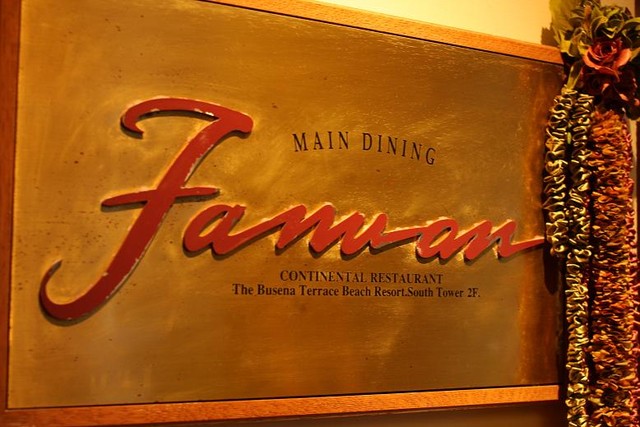 MAIN DINING
Fanuan
CONTINENTAL RESTAURANT
The Busena Terrace Beach Resort.South Tower 2F.